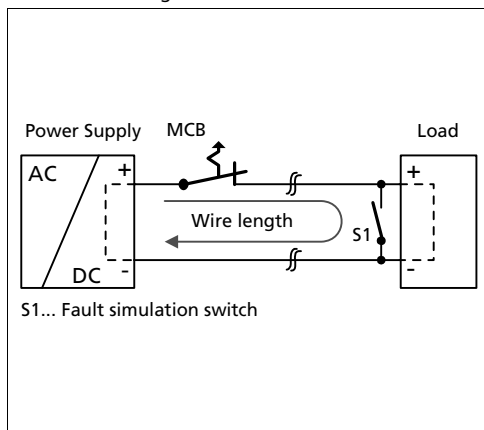 Power Supply
MCB
Load
AC
+
+
Wire length
S1
DC
-
-
S1... Fault simulation switch